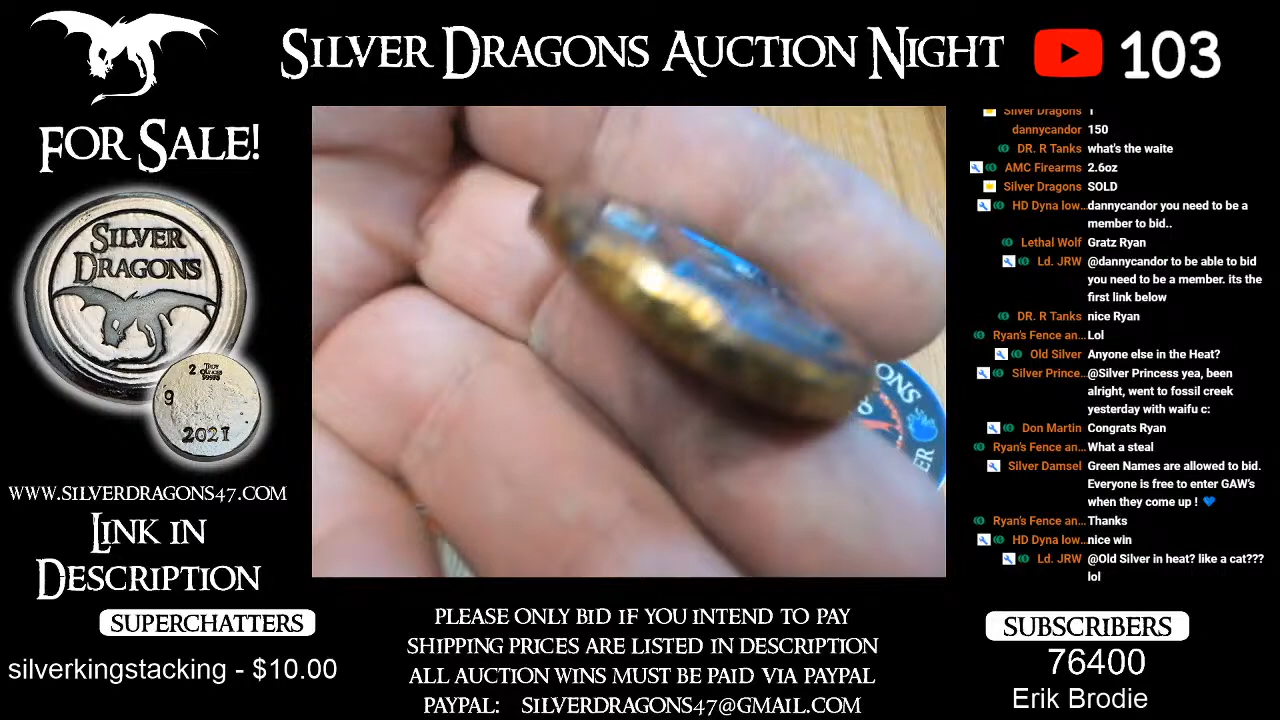 SILVER DRAGONS AUCTION NIGHT
103
FOR SALE!
SILVER
DRAGONS
2 TROY
OUNCES
9
2021
WWW.SILVERDRAGONS47.COM
LINK IN
DESCRIPTION
SUPERCHATTERS
silverkingstacking - $10.00
SNO
ER
PLEASE ONLY BID IF YOU INTEND TO PAY
SHIPPING PRICES ARE LISTED IN DESCRIPTION
ALL AUCTION WINS MUST BE PAID VIA PAYPAL
PAYPAL: SILVERDRAGONS47@GMAIL.COM
Silver Dragons 1
dannycandor 150
DR. R Tanks what's the waite
AMC Firearms 2.6oz
Silver Dragons SOLD
HD Dyna low... dannycandor you need to be a
member to bid..
Lethal Wolf Gratz Ryan
Ld. JRW @dannycandor to be able to bid
you need to be a member. its the
first link below
DR. R Tanks nice Ryan
Ryan's Fence an... Lol
Old Silver Anyone else in the Heat?
Silver Prince... @Silver Princess yea, been
alright, went to fossil creek
yesterday with waifu c:
Don Martin Congrats Ryan
Ryan's Fence an... What a steal
Silver Damsel Green Names are allowed to bid.
Everyone is free to enter GAW's
when they come up !
Ryan's Fence an... Thanks
HD Dyna low... nice win
Ld. JRW @Old Silver in heat? like a cat???
lol
SUBSCRIBERS
76400
Erik Brodie